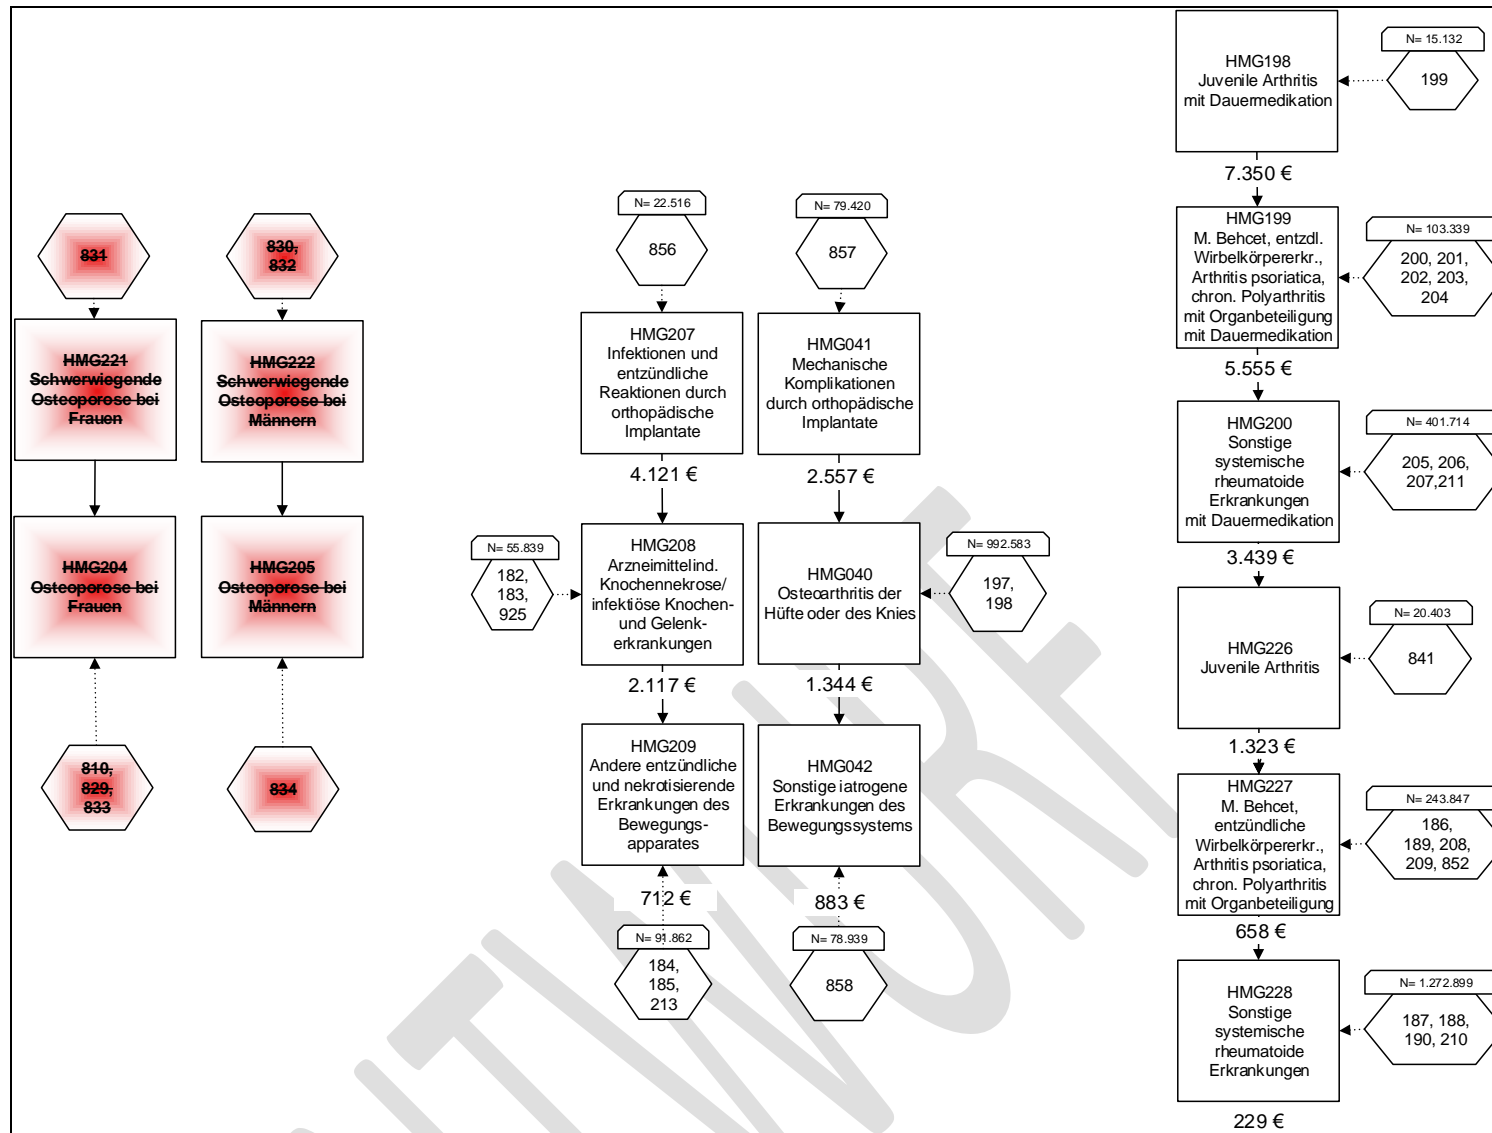 831
HMG221
Schwerwiegende
Osteoporose bei
Frauen
HMG204
Osteoporose bei
Frauen
810,
829,
833
830,
832
HMG222
Schwerwiegende
Osteoporose bei
Männern
HMG205
Osteoporose bei
Männern
834
N= 22.516
856
HMG207
Infektionen und
entzündliche
Reaktionen durch
orthopädische
Implantate
4.121 €
N= 55.839
182,
183,
925
HMG208
Arzneimittelind.
Knochennekrose/
infektiöse Knochen-
und Gelenk-
erkrankungen
2.117 €
HMG209
Andere entzündliche
und nekrotisierende
Erkrankungen des
Bewegungs-
apparates
712 €
N= 91.862
184,
185,
213
N= 79.420
857
HMG041
Mechanische
Komplikationen
durch orthopädische
Implantate
2.557 €
HMG040
Osteoarthritis der
Hüfte oder des Knies
N= 992.583
197,
198
1.344 €
HMG042
Sonstige iatrogene
Erkrankungen des
Bewegungssystems
883 €
N= 78.939
858
HMG198
Juvenile Arthritis
mit Dauermedikation
N= 15.132
199
7.350 €
HMG199
M. Behcet, entzdl.
Wirbelkörpererkr.,
Arthritis psoriatica,
chron. Polyarthritis
mit Organbeteiligung
mit Dauermedikation
N= 103.339
200, 201,
202, 203,
204
5.555 €
HMG200
Sonstige
systemische
rheumatoide
Erkrankungen
mit Dauermedikation
N= 401.714
205, 206,
207,211
3.439 €
HMG226
Juvenile Arthritis
N= 20.403
841
1.323 €
HMG227
M. Behcet,
entzündliche
Wirbelkörpererkr.,
Arthritis psoriatica,
chron. Polyarthritis
mit Organbeteiligung
N= 243.847
186,
189, 208,
209, 852
658 €
HMG228
Sonstige
systemische
rheumatoide
Erkrankungen
N= 1.272.899
187, 188,
190, 210
229 €
ENTWURF